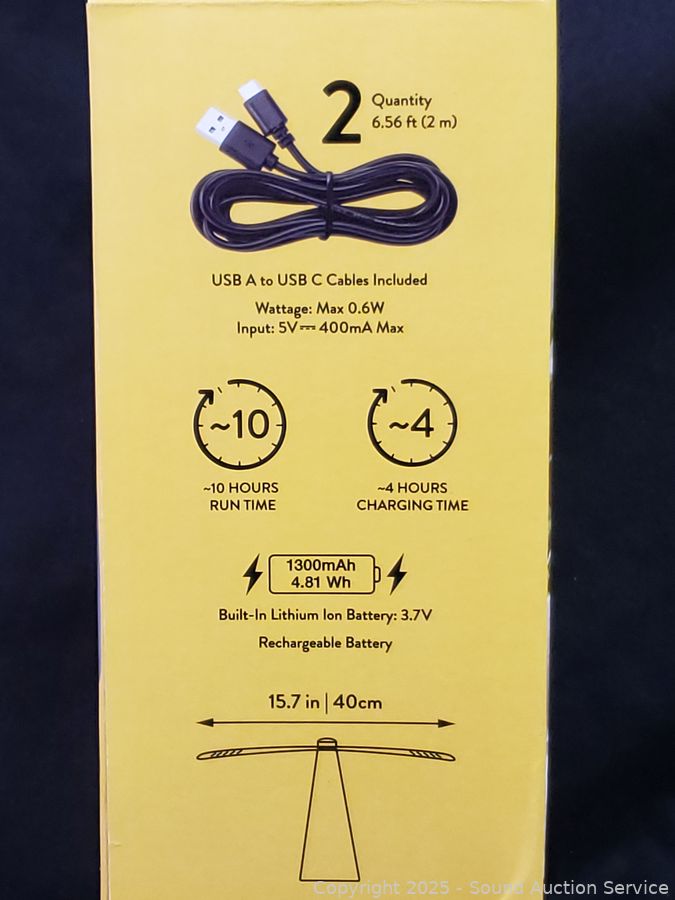 2
Quantity
6.56 ft (2 m)
USB A to USB C Cables Included
Wattage: Max 0.6W
Input: 5V⎓400mA Max
~10
~4
~10 HOURS
RUN TIME
~4 HOURS
CHARGING TIME
1300mAh
4.81 Wh
Built-In Lithium Ion Battery: 3.7V
Rechargeable Battery
15.7 in | 40cm
Copyright 2025 - Sound Auction Service